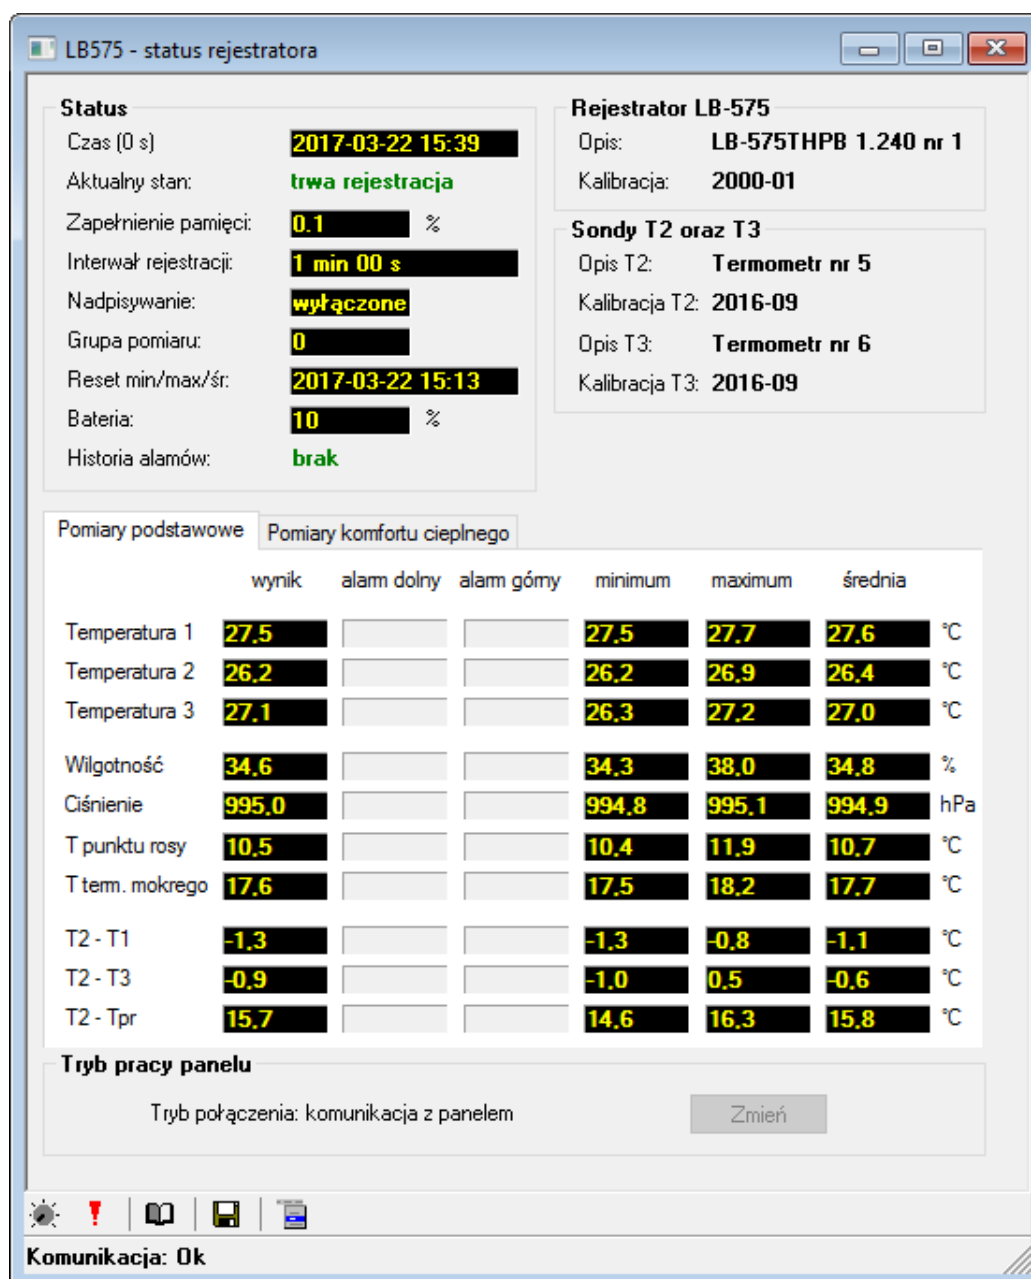 LB575 - status rejestratora
Status
Czas (0 s) 2017-03-22 15:39
Aktualny stan: trwa rejestracja
Zapełnienie pamięci: 0.1 %
Interwał rejestracji: 1 min 00 s
Nadpisywanie: wyłączone
Grupa pomiaru: 0
Reset min/max/śr: 2017-03-22 15:13
Bateria: 10 %
Historia alamów: brak
Rejestrator LB-575
Opis: LB-575THPB 1.240 nr 1
Kalibracja: 2000-01
Sondy T2 oraz T3
Opis T2: Termometr nr 5
Kalibracja T2: 2016-09
Opis T3: Termometr nr 6
Kalibracja T3: 2016-09
Pomiary podstawowe Pomiary komfortu cieplnego
wynik alarm dolny alarm górny minimum maximum średnia
Temperatura 1 27,5 27,5 27,7 27,6 °C
Temperatura 2 26,2 26,2 26,9 26,4 °C
Temperatura 3 27,1 26,3 27,2 27,0 °C
Wilgotność 34,6 34,3 38,0 34,8 %
Ciśnienie 995,0 994,8 995,1 994,9 hPa
T punktu rosy 10,5 10,4 11,9 10,7 °C
T term. mokrego 17,6 17,5 18,2 17,7 °C
T2 - T1 -1,3 -1,3 -0,8 -1,1 °C
T2 - T3 -0,9 -1,0 0,5 -0,6 °C
T2 - Tpr 15,7 14,6 16,3 15,8 °C
Tryb pracy panelu
Tryb połączenia: komunikacja z panelem Zmień
Komunikacja: Ok